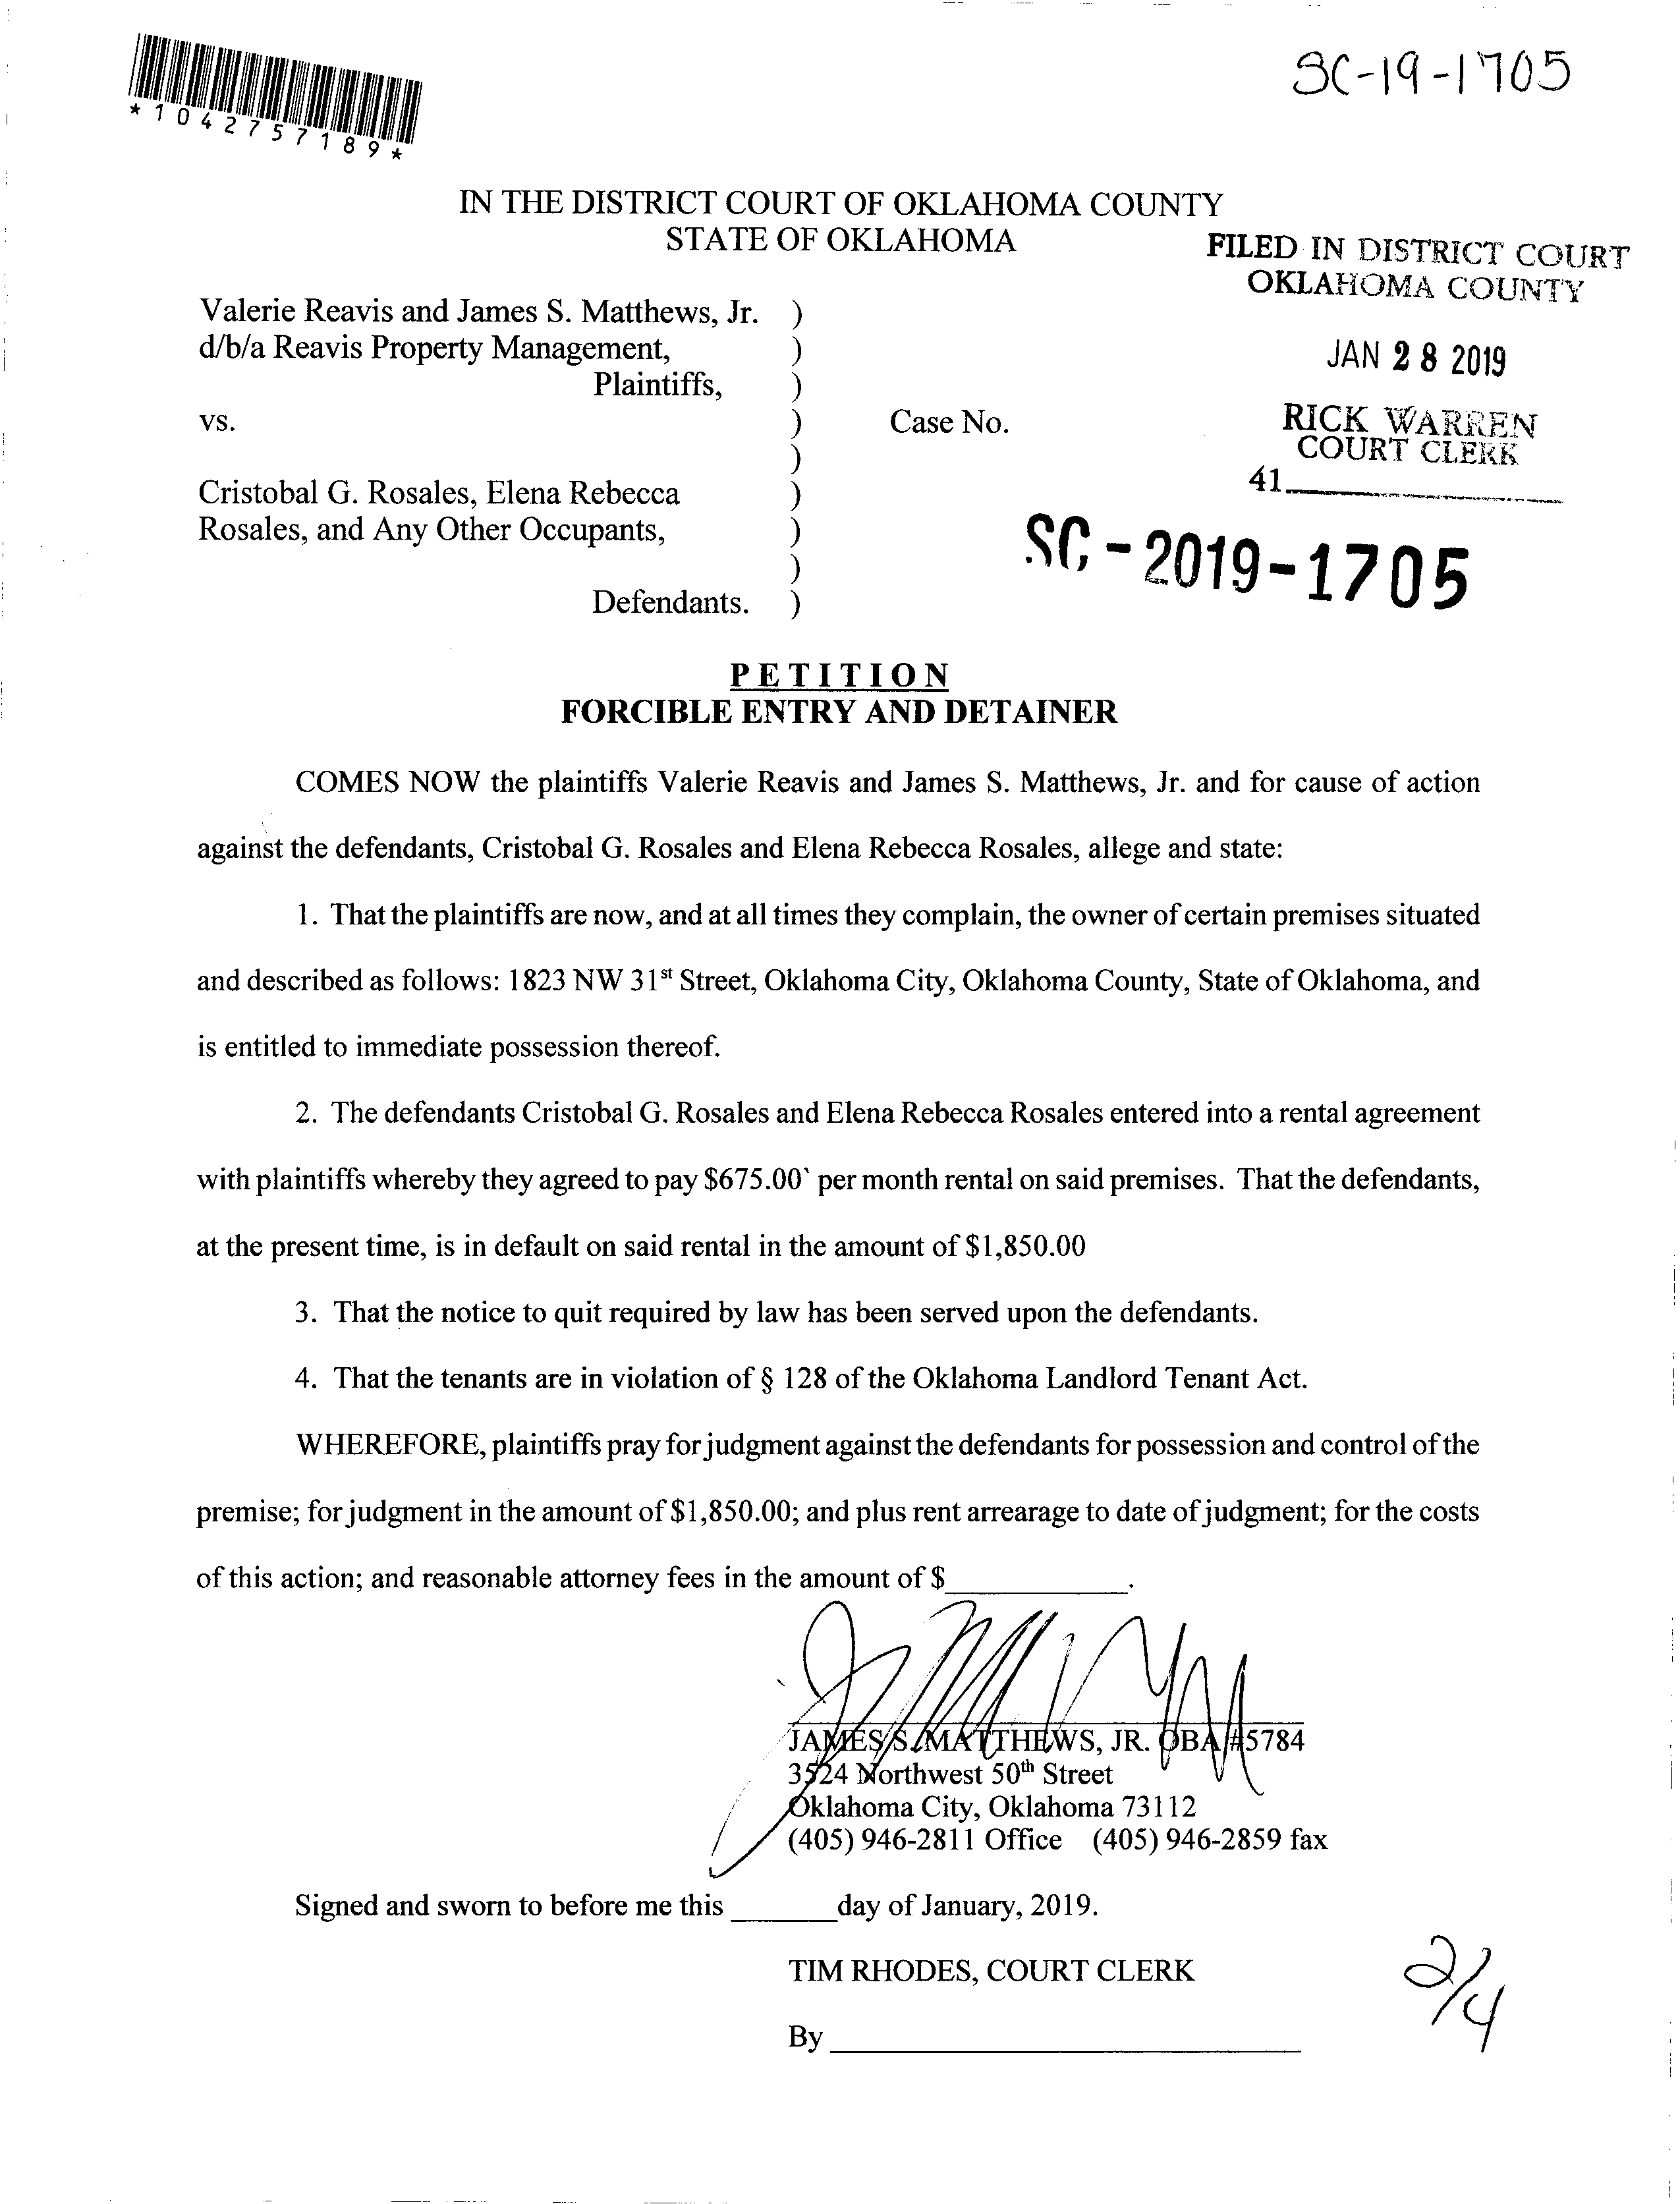 SC-19-1705
*1042757189*
IN THE DISTRICT COURT OF OKLAHOMA COUNTY
STATE OF OKLAHOMA
FILED IN DISTRICT COURT
OKLAHOMA COUNTY
JAN 28 2019
RICK WARREN
COURT CLERK
41
Valerie Reavis and James S. Matthews, Jr. )
d/b/a Reavis Property Management, )
Plaintiffs, )
vs. ) Case No.
)
Cristobal G. Rosales, Elena Rebecca )
Rosales, and Any Other Occupants, )
)
Defendants. )
SC-2019-1705
PETITION
FORCIBLE ENTRY AND DETAINER
COMES NOW the plaintiffs Valerie Reavis and James S. Matthews, Jr. and for cause of action
against the defendants, Cristobal G. Rosales and Elena Rebecca Rosales, allege and state:
1. That the plaintiffs are now, and at all times they complain, the owner of certain premises situated
and described as follows: 1823 NW 31st Street, Oklahoma City, Oklahoma County, State of Oklahoma, and
is entitled to immediate possession thereof.
2. The defendants Cristobal G. Rosales and Elena Rebecca Rosales entered into a rental agreement
with plaintiffs whereby they agreed to pay $675.00` per month rental on said premises. That the defendants,
at the present time, is in default on said rental in the amount of $1,850.00
3. That the notice to quit required by law has been served upon the defendants.
4. That the tenants are in violation of § 128 of the Oklahoma Landlord Tenant Act.
WHEREFORE, plaintiffs pray for judgment against the defendants for possession and control of the
premise; for judgment in the amount of $1,850.00; and plus rent arrearage to date of judgment; for the costs
of this action; and reasonable attorney fees in the amount of $____________.
JAMES S. MATTHEWS, JR. OBA #5784
3524 Northwest 50th Street
Oklahoma City, Oklahoma 73112
(405) 946-2811 Office (405) 946-2859 fax
Signed and sworn to before me this _______day of January, 2019.
TIM RHODES, COURT CLERK
2/4
By ______________________________